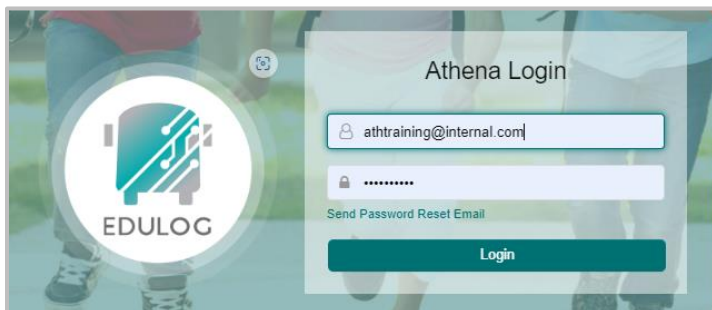 Athena Login
athtraining@internal.com
••••••••••
Send Password Reset Email
Login
EDULOG